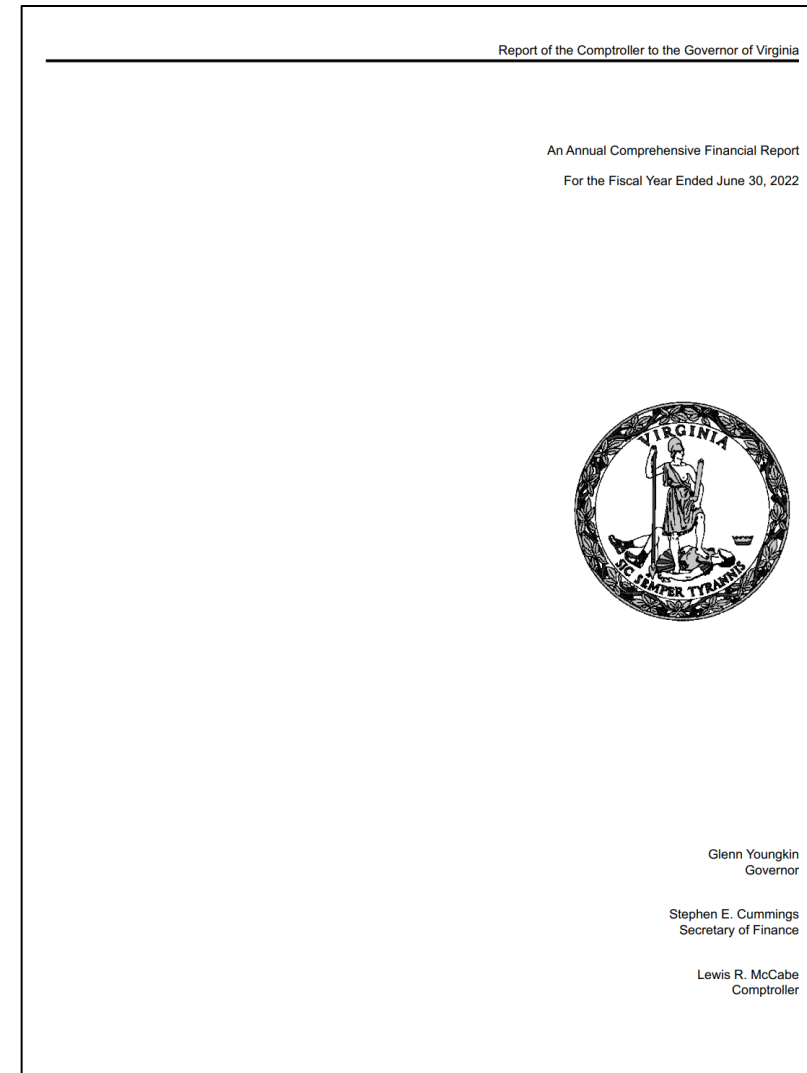 Report of the Comptroller to the Governor of Virginia
An Annual Comprehensive Financial Report
For the Fiscal Year Ended June 30, 2022
VIRGINIA
SIC SEMPER TYRANNIS
Glenn Youngkin
Governor
Stephen E. Cummings
Secretary of Finance
Lewis R. McCabe
Comptroller